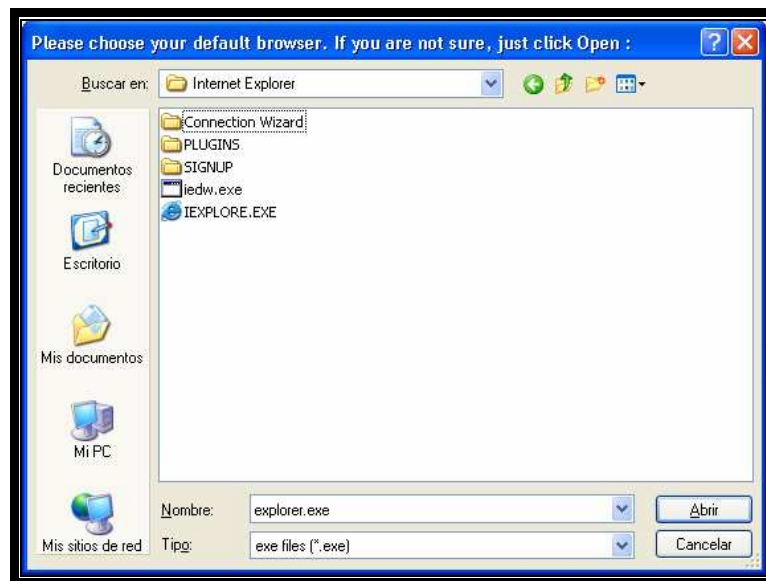 Please choose your default browser. If you are not sure, just click Open :
Buscar en:
Internet Explorer
Connection Wizard
PLUGINS
SIGNUP
iedw.exe
IEXPLORE.EXE
Documentos
recientes
Escritorio
Mis documentos
Mi PC
Mis sitios de red
Nombre:
explorer.exe
Abrir
Tipo:
exe files (*.exe)
Cancelar